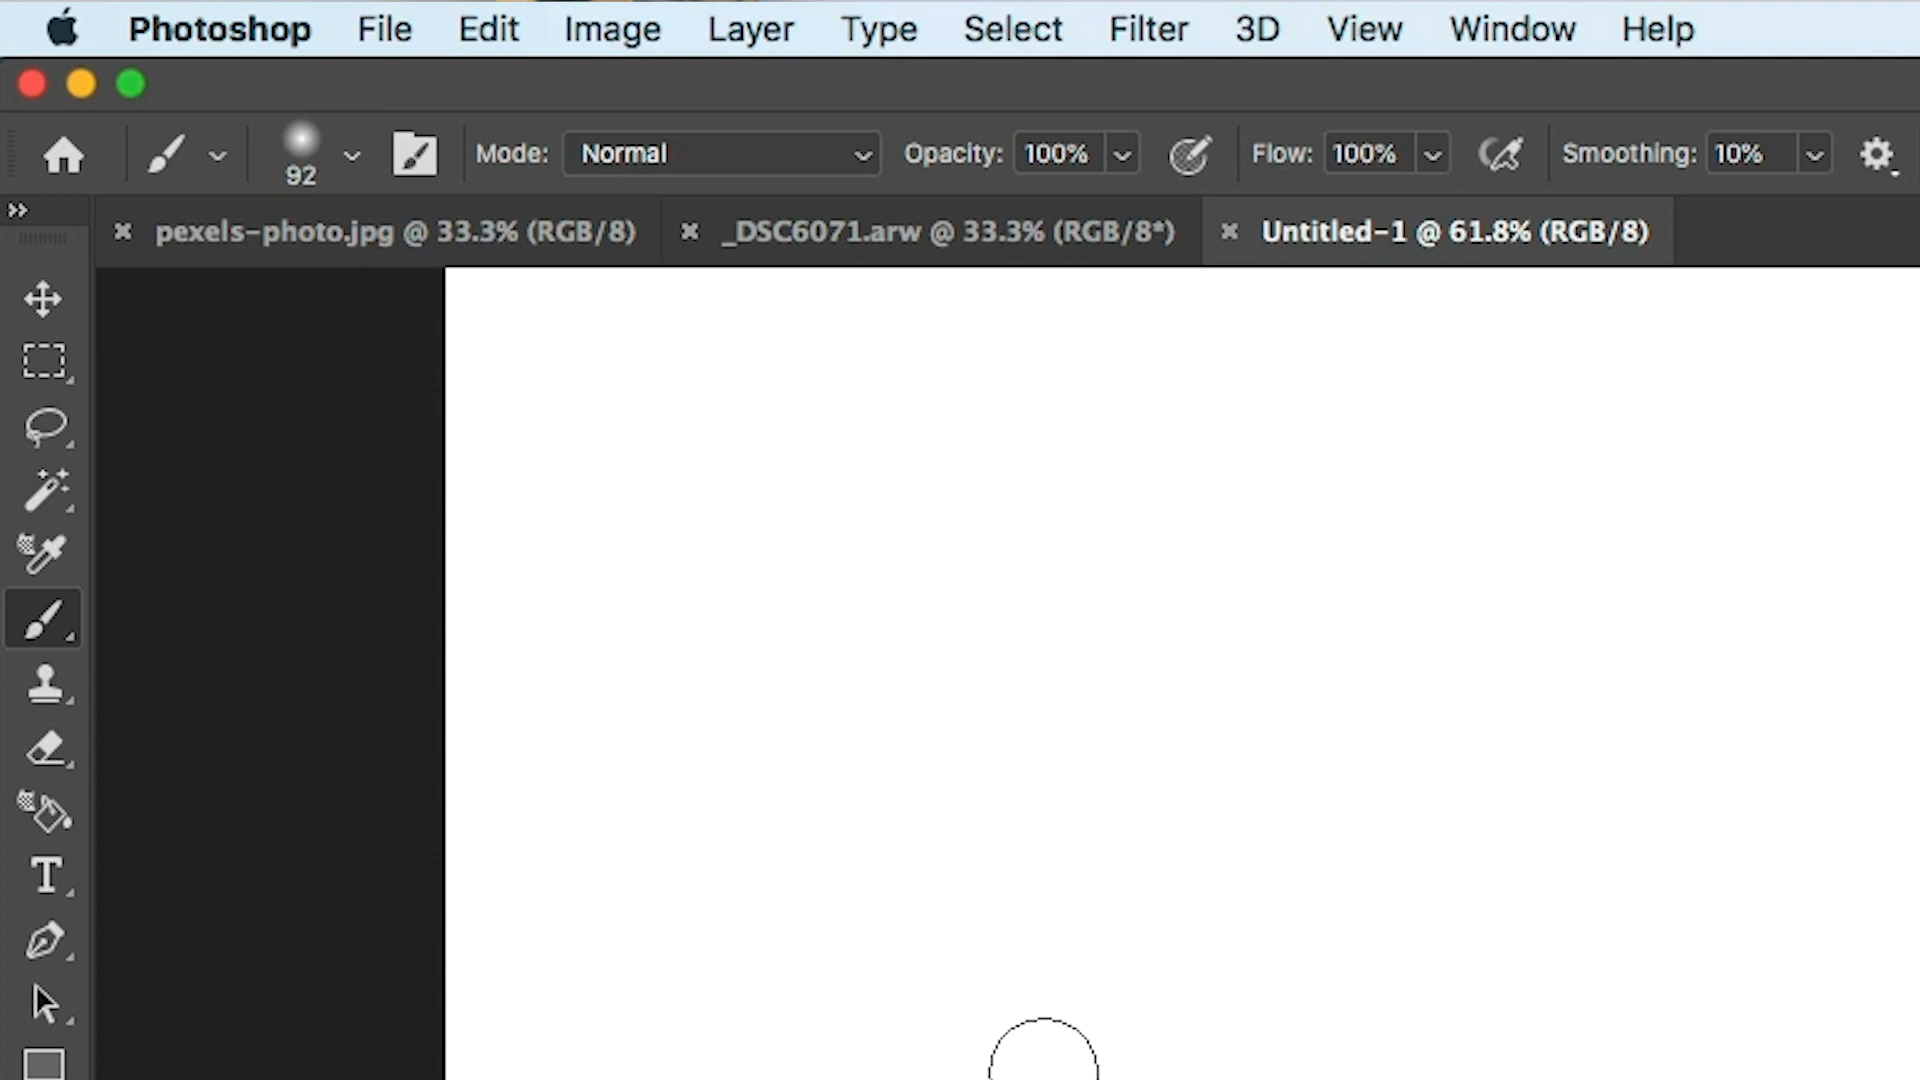 Photoshop File Edit Image Layer Type Select Filter 3D View Window Help
92 Mode: Normal Opacity: 100% Flow: 100% Smoothing: 10%
pexels-photo.jpg @ 33.3% (RGB/8) _DSC6071.arw @ 33.3% (RGB/8*) Untitled-1 @ 61.8% (RGB/8)
T